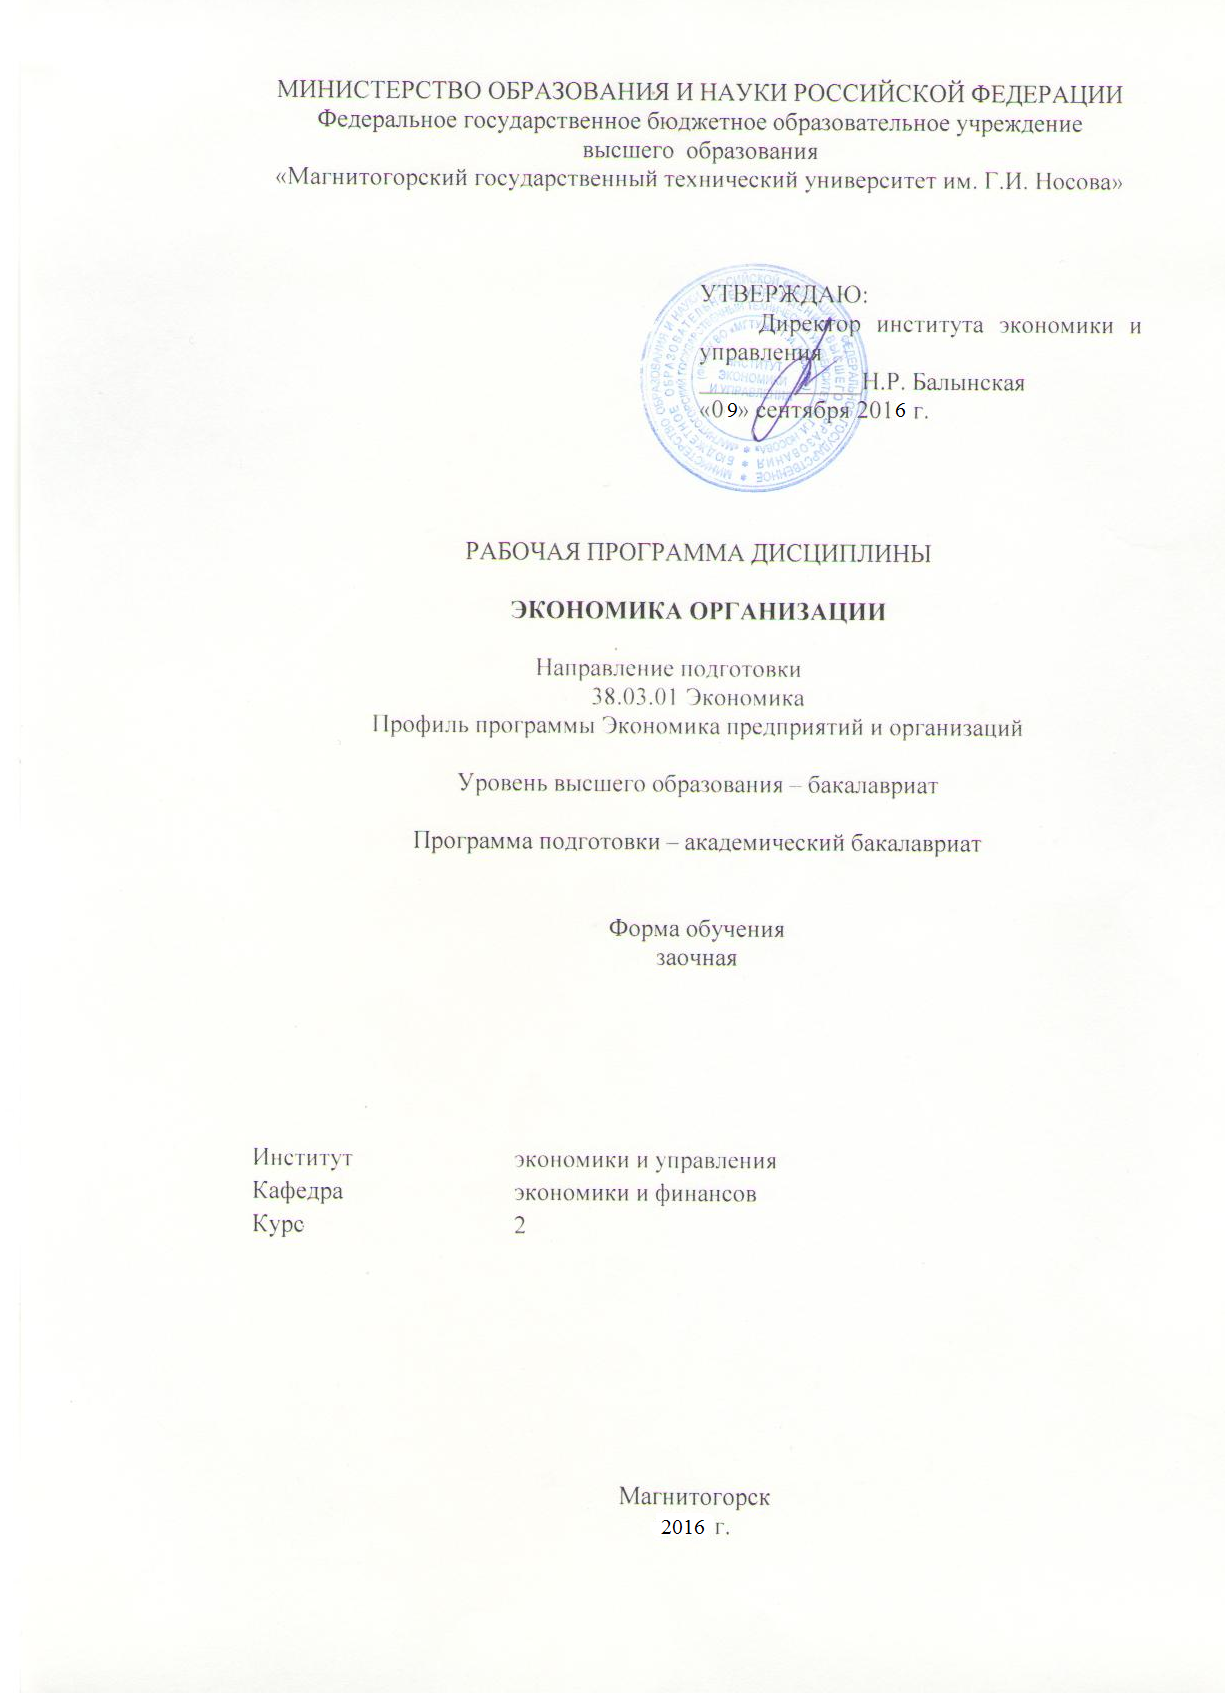 МИНИСТЕРСТВО ОБРАЗОВАНИЯ И НАУКИ РОССИЙСКОЙ ФЕДЕРАЦИИ
Федеральное государственное бюджетное образовательное учреждение
высшего образования
«Магнитогорский государственный технический университет им. Г.И. Носова»
УТВЕРЖДАЮ:
Директор института экономики и
управления
Н.Р. Балынская
«09» сентября 2016 г.
ИНСТИТУТ
ЭКОНОМИКИ
И УПРАВЛЕНИЯ
РАБОЧАЯ ПРОГРАММА ДИСЦИПЛИНЫ
ЭКОНОМИКА ОРГАНИЗАЦИИ
Направление подготовки
38.03.01 Экономика
Профиль программы Экономика предприятий и организаций
Уровень высшего образования – бакалавриат
Программа подготовки – академический бакалавриат
Форма обучения
заочная
Институт экономики и управления
Кафедра экономики и финансов
Курс 2
Магнитогорск
2016 г.